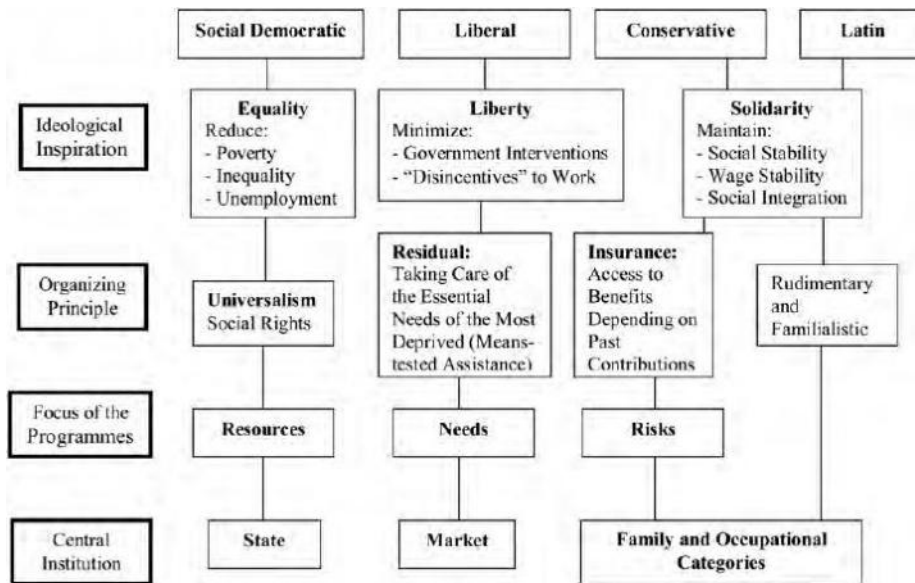 Social Democratic
Liberal
Conservative
Latin
Ideological
Inspiration
Equality
Reduce:
- Poverty
- Inequality
- Unemployment
Liberty
Minimize:
- Government Interventions
- “Disincentives” to Work
Solidarity
Maintain:
- Social Stability
- Wage Stability
- Social Integration
Organizing
Principle
Universalism
Social Rights
Residual:
Taking Care of
the Essential
Needs of the Most
Deprived (Means-
tested Assistance)
Insurance:
Access to
Benefits
Depending on
Past
Contributions
Rudimentary
and
Familialistic
Focus of the
Programmes
Resources
Needs
Risks
Central
Institution
State
Market
Family and Occupational
Categories